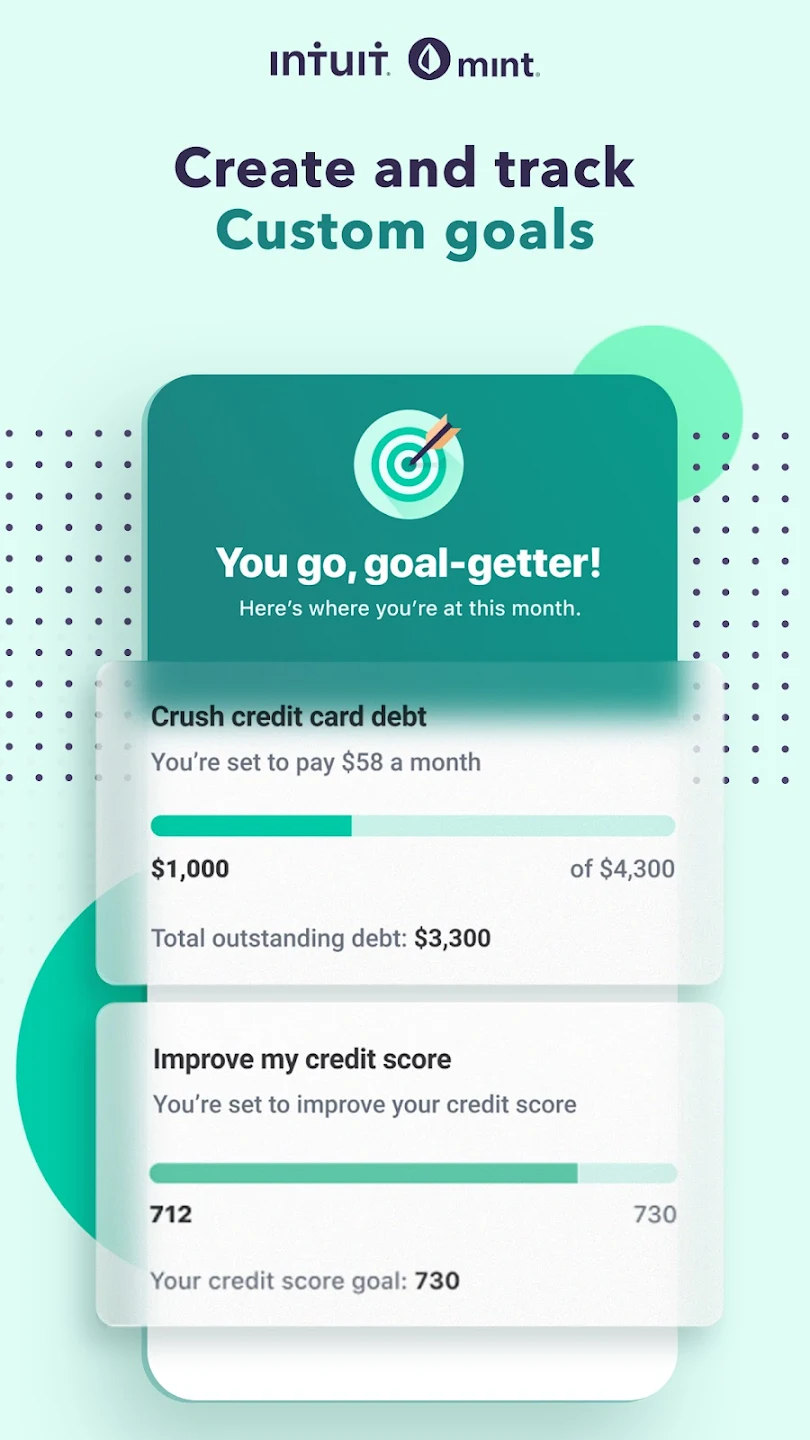 intuit mint
Create and track
Custom goals
You go, goal-getter!
Here’s where you’re at this month.
Crush credit card debt
You’re set to pay $58 a month
$1,000 of $4,300
Total outstanding debt: $3,300
Improve my credit score
You’re set to improve your credit score
712 730
Your credit score goal: 730